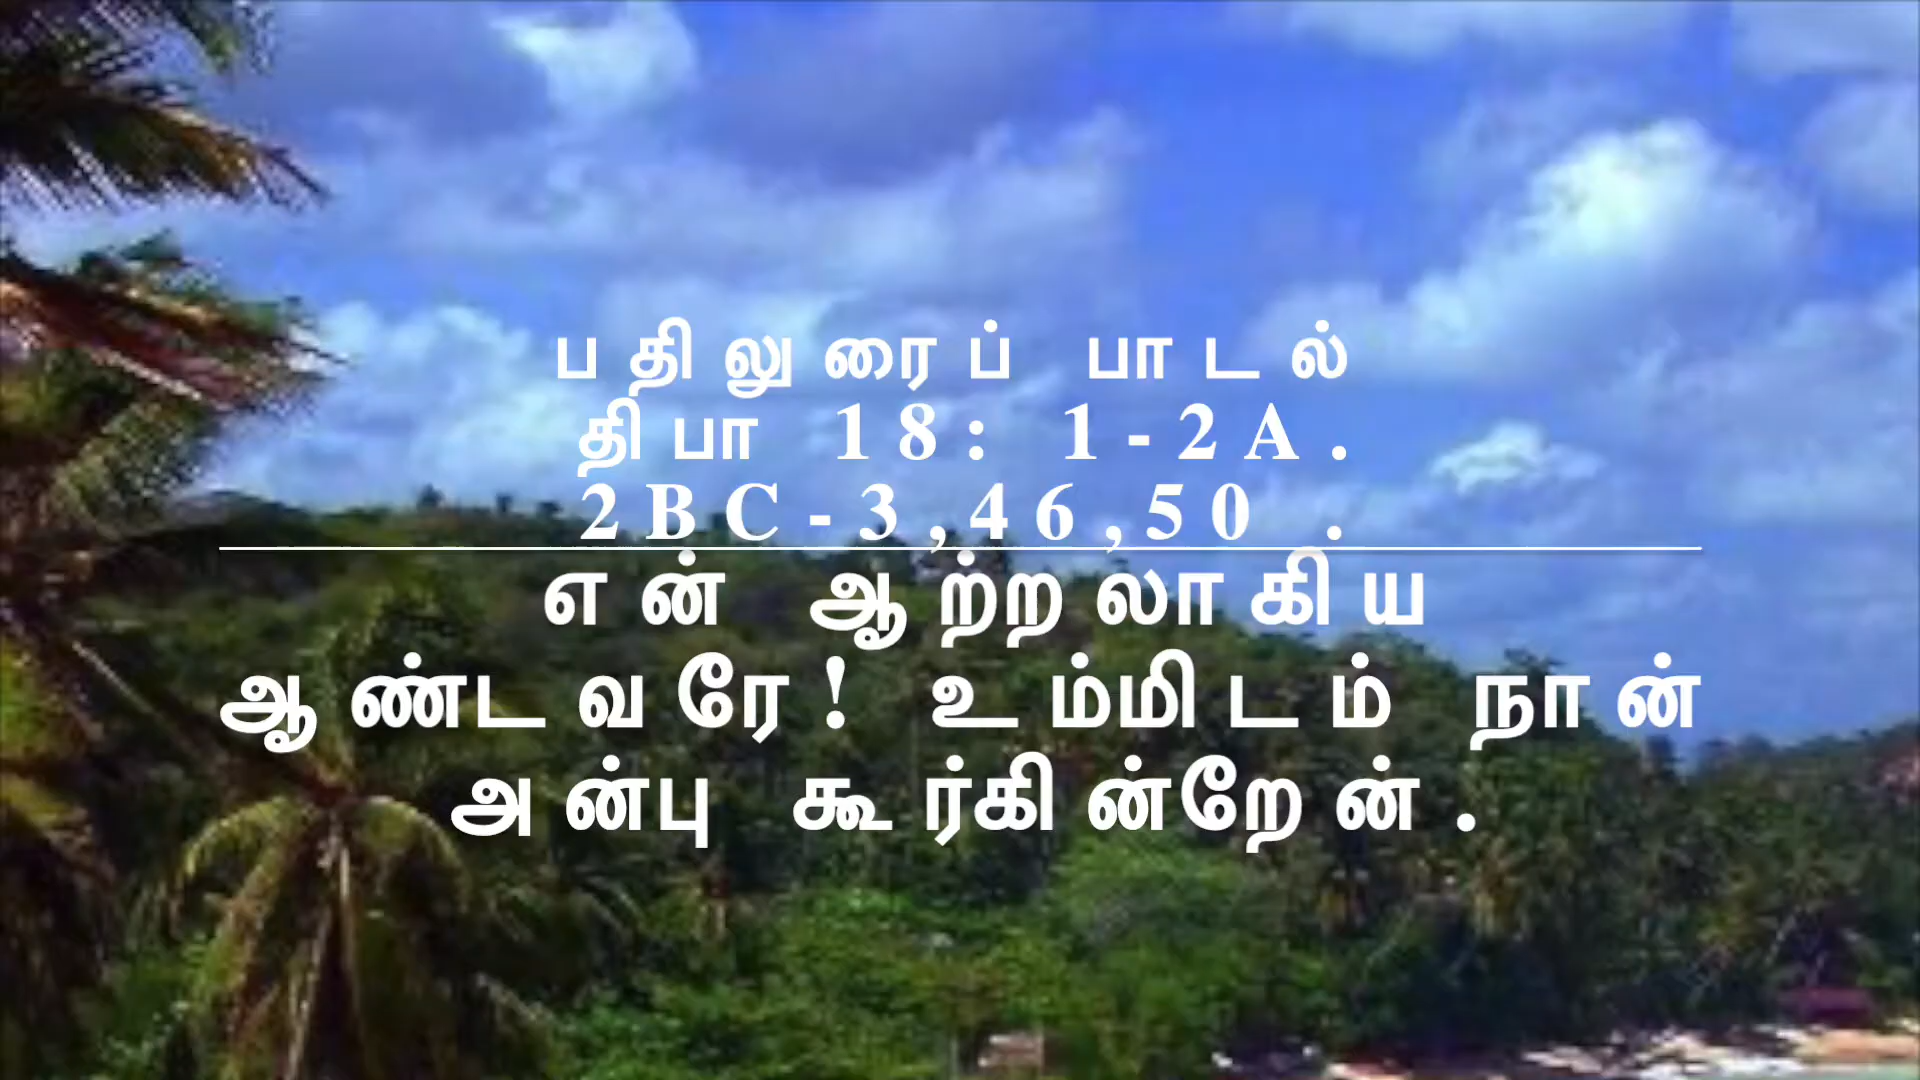 பதிலுரைப் பாடல்
திபா 18: 1-2A.
2BC-3,46,50 .
என் ஆற்றலாகிய
ஆண்டவரே! உம்மிடம் நான்
அன்பு கூர்கின்றேன்.